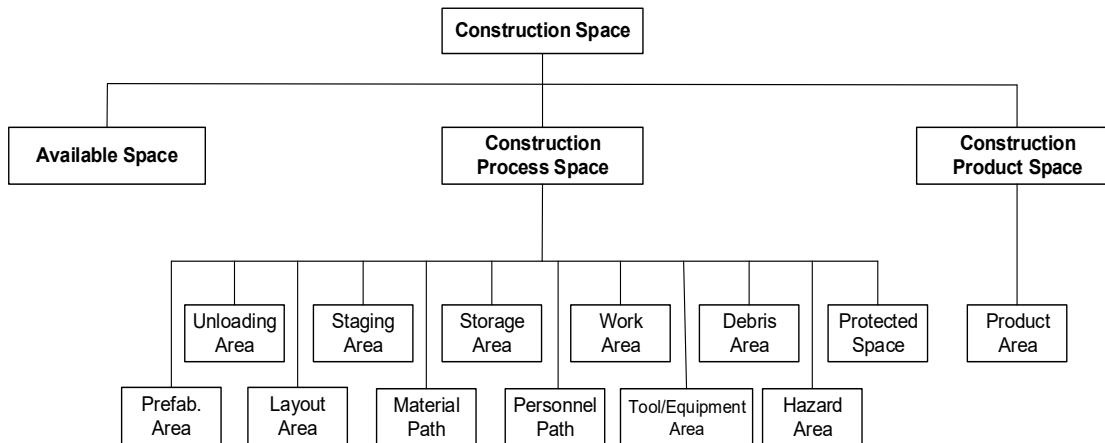 Construction Space
Available Space
Construction
Process Space
Construction
Product Space
Unloading
Area
Staging
Area
Storage
Area
Work
Area
Debris
Area
Protected
Space
Product
Area
Prefab.
Area
Layout
Area
Material
Path
Personnel
Path
Tool/Equipment
Area
Hazard
Area